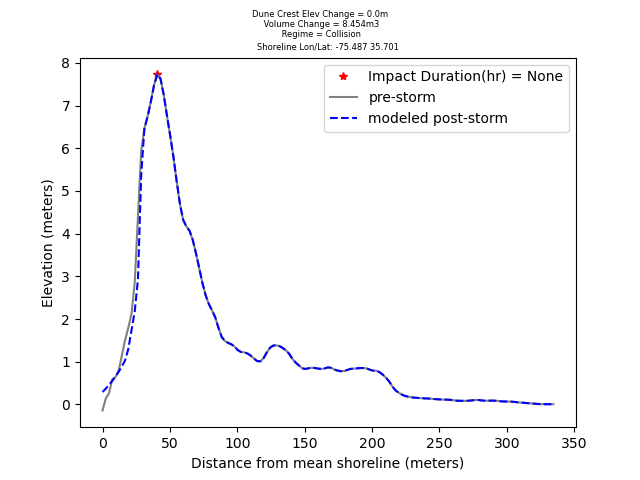 Dune Crest Elev Change = 0.0m
Volume Change = 8.454m3
Regime = Collision
Shoreline Lon/Lat: -75.487 35.701
Impact Duration(hr) = None
pre-storm
modeled post-storm
8
7
6
5
4
3
2
1
0
Elevation (meters)
0
50
100
150
200
250
300
350
Distance from mean shoreline (meters)